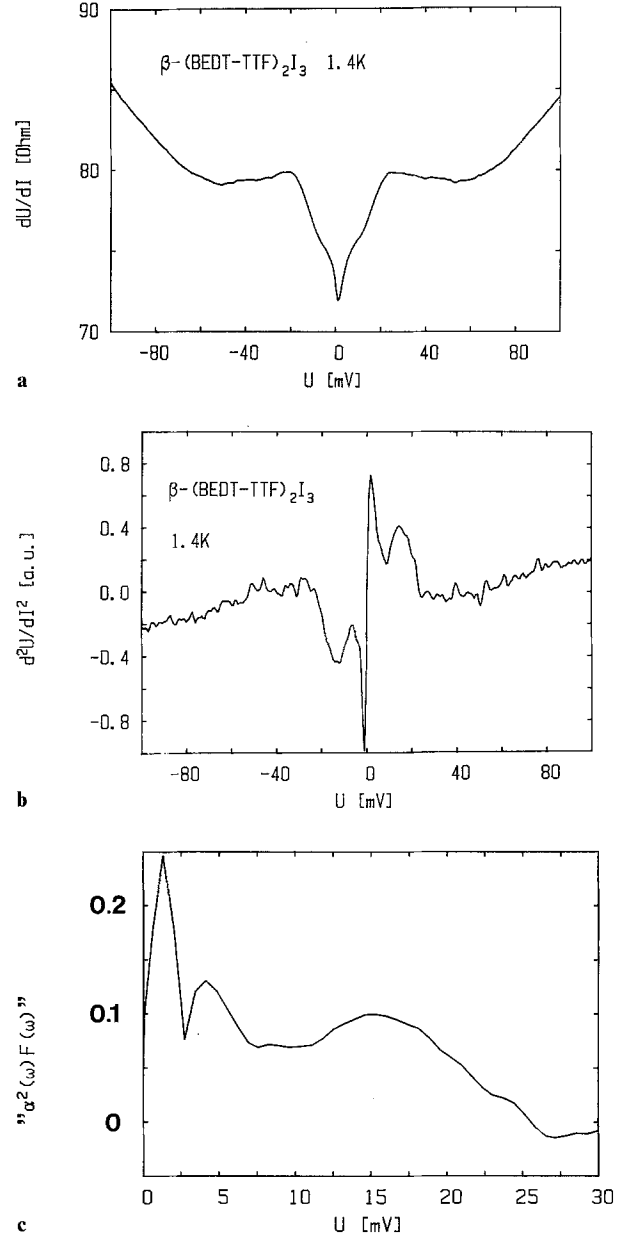 90
β-(BEDT-TTF)₂I₃ 1.4K
dU/dI [Ohm]
80
70
-80 -40 0 40 80
U [mV]
a
0.8
β-(BEDT-TTF)₂I₃
0.4
1.4K
0.0
d²U/dI² [a.u.]
-0.4
-0.8
-80 -40 0 40 80
U [mV]
b
0.2
0.1
"α²(ω)F(ω)"
0
0 5 10 15 20 25 30
U [mV]
c